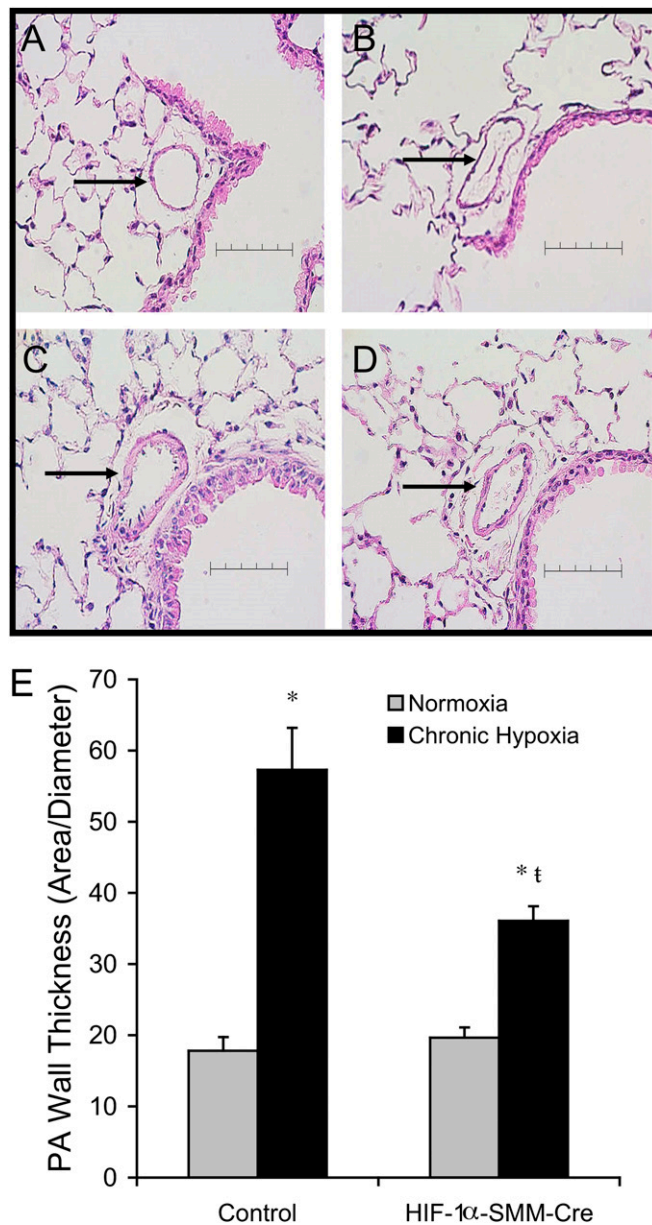 A
B
C
D
E
PA Wall Thickness (Area/Diameter)
70
60
50
40
30
20
10
0
*
* ŧ
Normoxia
Chronic Hypoxia
Control
HIF-1α-SMM-Cre